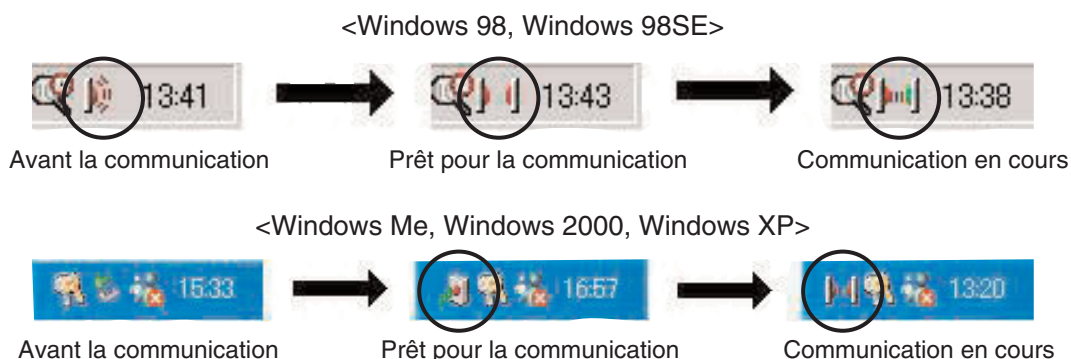 <Windows 98, Windows 98SE>
13:41 13:43 13:38
Avant la communication Prêt pour la communication Communication en cours
<Windows Me, Windows 2000, Windows XP>
15:33 16:57 13:20
Avant la communication Prêt pour la communication Communication en cours